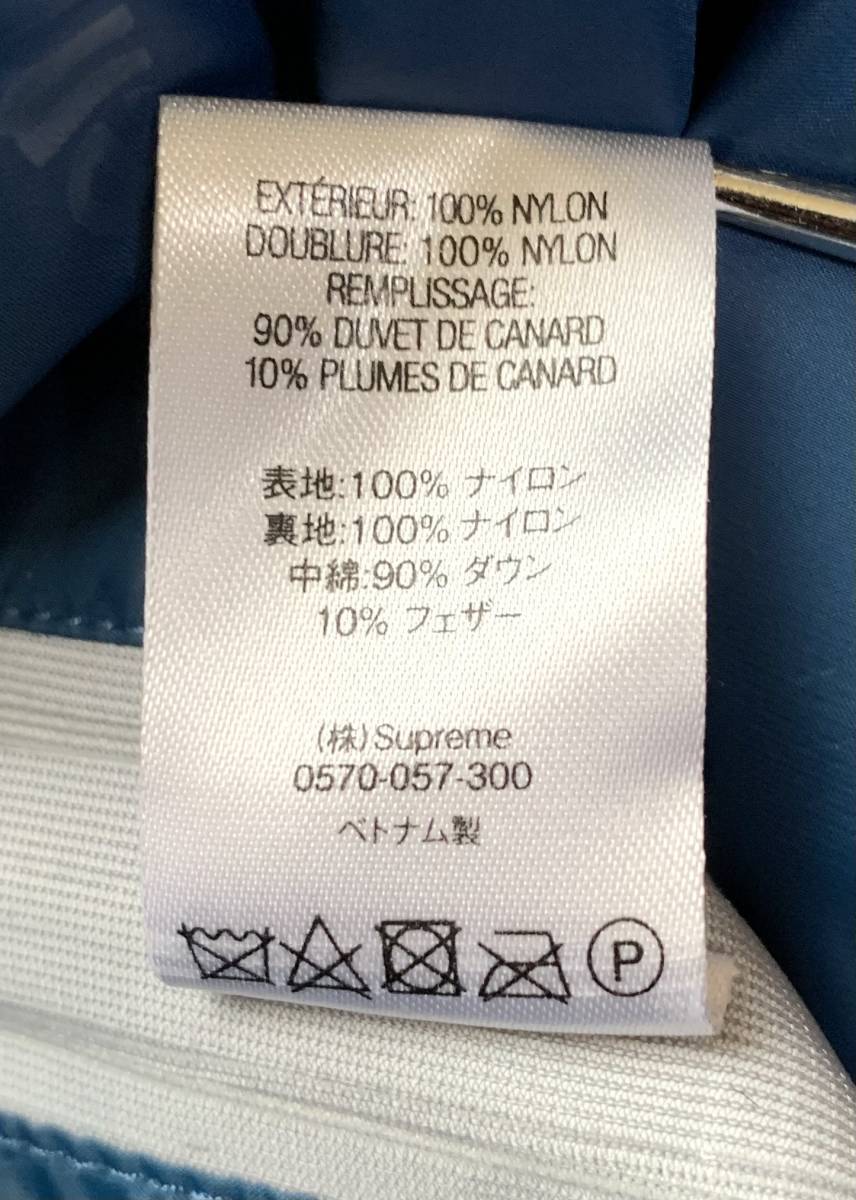 EXTÉRIEUR: 100% NYLON
DOUBLURE: 100% NYLON
REMPLISSAGE:
90% DUVET DE CANARD
10% PLUMES DE CANARD
表地:100% ナイロン
裏地:100% ナイロン
中綿:90% ダウン
10% フェザー
(株)Supreme
0570-057-300
ベトナム製
P